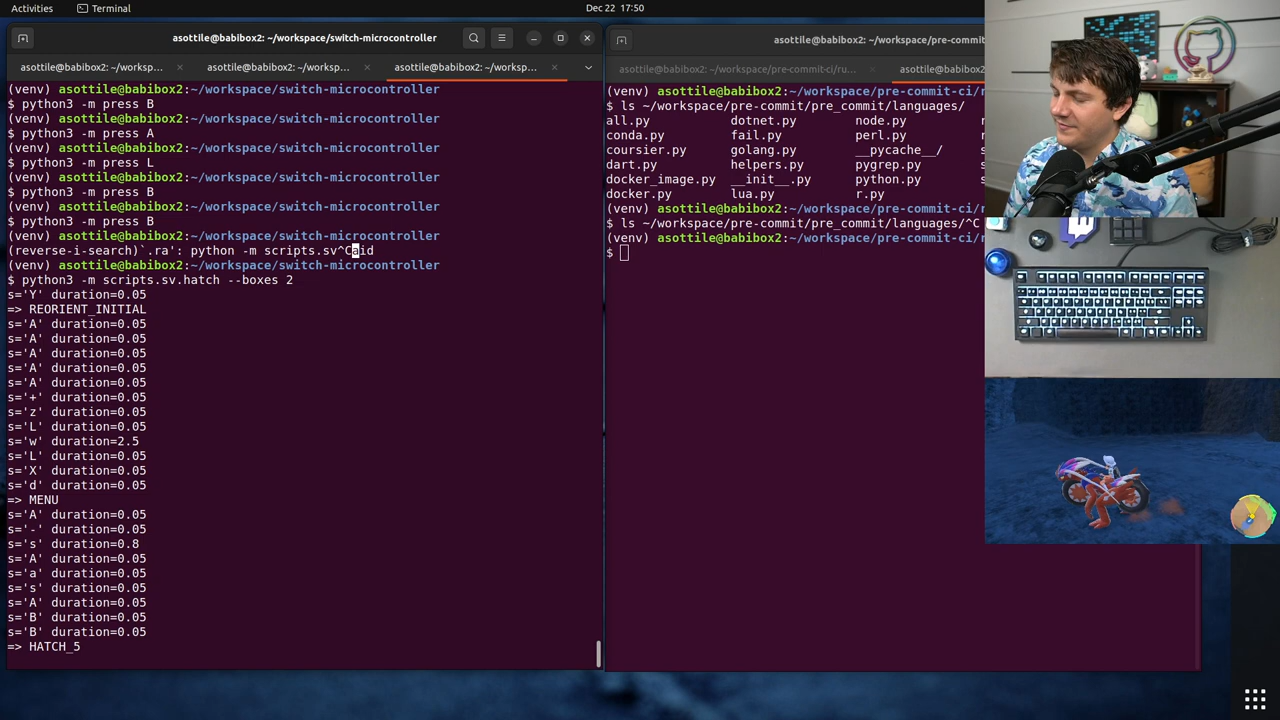 Activities
Terminal
Dec 22 17:50
asottile@babibox2: ~/workspace/switch-microcontroller
asottile@babibox2: ~/worksp...
asottile@babibox2: ~/worksp...
asottile@babibox2: ~/worksp...
(venv) asottile@babibox2:~/workspace/switch-microcontroller
$ python3 -m press B
(venv) asottile@babibox2:~/workspace/switch-microcontroller
$ python3 -m press A
(venv) asottile@babibox2:~/workspace/switch-microcontroller
$ python3 -m press L
(venv) asottile@babibox2:~/workspace/switch-microcontroller
$ python3 -m press B
(venv) asottile@babibox2:~/workspace/switch-microcontroller
$ python3 -m press B
(venv) asottile@babibox2:~/workspace/switch-microcontroller
(reverse-i-search)`.ra': python -m scripts.sv^Caid
(venv) asottile@babibox2:~/workspace/switch-microcontroller
$ python3 -m scripts.sv.hatch --boxes 2
s='Y' duration=0.05
=> REORIENT_INITIAL
s='A' duration=0.05
s='A' duration=0.05
s='A' duration=0.05
s='A' duration=0.05
s='A' duration=0.05
s='+' duration=0.05
s='z' duration=0.05
s='L' duration=0.05
s='w' duration=2.5
s='L' duration=0.05
s='X' duration=0.05
s='d' duration=0.05
=> MENU
s='A' duration=0.05
s='-' duration=0.05
s='s' duration=0.8
s='A' duration=0.05
s='a' duration=0.05
s='s' duration=0.05
s='A' duration=0.05
s='B' duration=0.05
s='B' duration=0.05
=> HATCH_5
asottile@babibox2: ~/workspace/pre-commit
asottile@babibox2: ~/workspace/pre-commit-ci/ru...
asottile@babibox2
(venv) asottile@babibox2:~/workspace/pre-commit-ci/r
$ ls ~/workspace/pre-commit/pre_commit/languages/
all.py dotnet.py node.py
conda.py fail.py perl.py
coursier.py golang.py __pycache__/
dart.py helpers.py pygrep.py
docker_image.py __init__.py python.py
docker.py lua.py r.py
(venv) asottile@babibox2:~/workspace/pre-commit-ci/r
$ ls ~/workspace/pre-commit/pre_commit/languages/^C
(venv) asottile@babibox2:~/workspace/pre-commit-ci/r
$